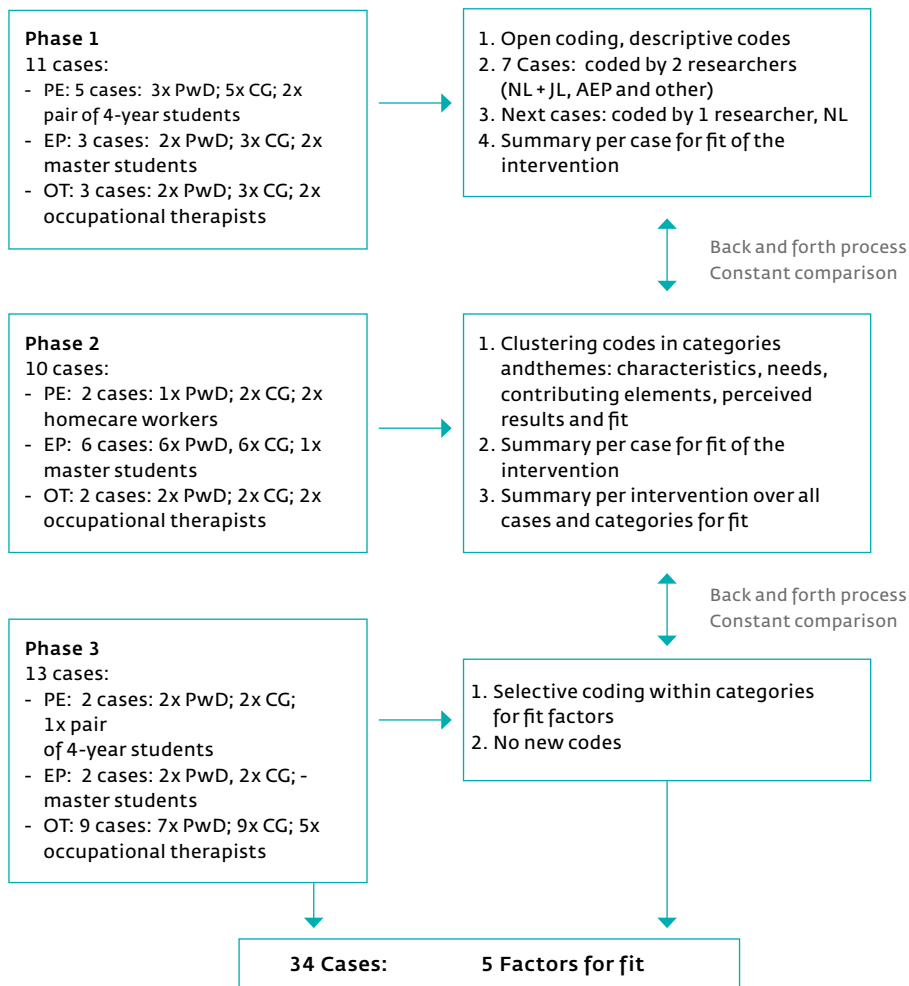 Phase 1
11 cases:
- PE: 5 cases: 3x PwD; 5x CG; 2x
pair of 4-year students
- EP: 3 cases: 2x PwD; 3x CG; 2x
master students
- OT: 3 cases: 2x PwD; 3x CG; 2x
occupational therapists
1. Open coding, descriptive codes
2. 7 Cases: coded by 2 researchers
(NL + JL, AEP and other)
3. Next cases: coded by 1 researcher, NL
4. Summary per case for fit of the
intervention
Back and forth process
Constant comparison
Phase 2
10 cases:
- PE: 2 cases: 1x PwD; 2x CG; 2x
homecare workers
- EP: 6 cases: 6x PwD, 6x CG; 1x
master students
- OT: 2 cases: 2x PwD; 2x CG; 2x
occupational therapists
1. Clustering codes in categories
andthemes: characteristics, needs,
contributing elements, perceived
results and fit
2. Summary per case for fit of the
intervention
3. Summary per intervention over all
cases and categories for fit
Back and forth process
Constant comparison
Phase 3
13 cases:
- PE: 2 cases: 2x PwD; 2x CG;
1x pair
of 4-year students
- EP: 2 cases: 2x PwD, 2x CG; -
master students
- OT: 9 cases: 7x PwD; 9x CG; 5x
occupational therapists
1. Selective coding within categories
for fit factors
2. No new codes
34 Cases: 5 Factors for fit